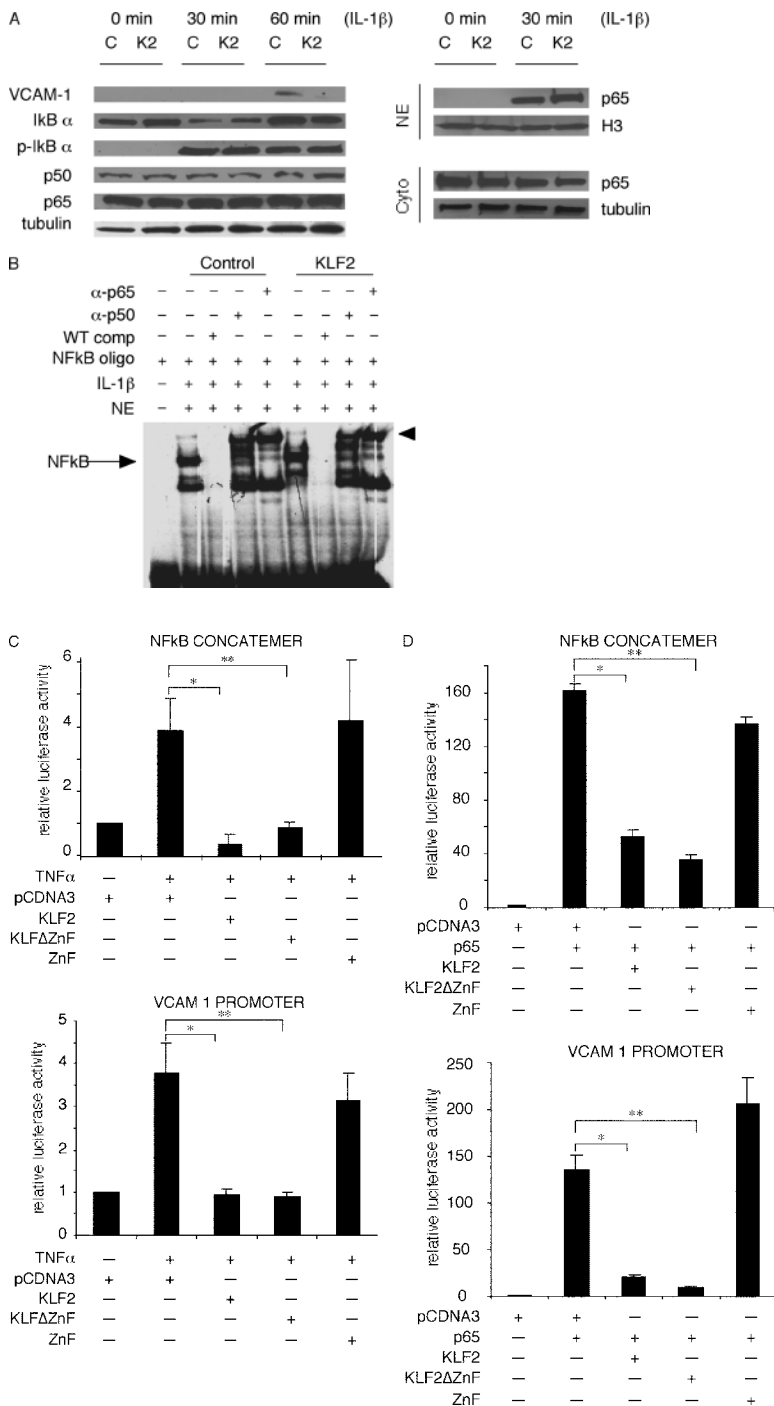 A
0 min 30 min 60 min (IL-1β)
C K2 C K2 C K2
VCAM-1
IkB α
p-IkB α
p50
p65
tubulin
0 min 30 min (IL-1β)
C K2 C K2
NE
p65
H3
Cyto
p65
tubulin
B
Control KLF2
α-p65 – – – – + – – – +
α-p50 – – – + – – – + –
WT comp – – + – – – + – –
NFkB oligo + + + + + + + + +
IL-1β – + + + + + + + +
NE – + + + + + + + +
NFkB
C
NFkB CONCATEMER
relative luciferase activity
6
4
2
1
0
*
**
TNFα – + + + +
pCDNA3 + + – – –
KLF2 – – + – –
KLFΔZnF – – – + –
ZnF – – – – +
VCAM 1 PROMOTER
relative luciferase activity
5
4
3
2
1
0
*
**
TNFα – + + + +
pCDNA3 + + – – –
KLF2 – – + – –
KLFΔZnF – – – + –
ZnF – – – – +
D
NFkB CONCATEMER
relative luciferase activity
160
120
80
40
0
**
*
pCDNA3 + + – – –
p65 – + + + +
KLF2 – – + – –
KLF2ΔZnF – – – + –
ZnF – – – – +
VCAM 1 PROMOTER
relative luciferase activity
250
200
150
100
50
0
**
*
pCDNA3 + + – – –
p65 – + + + +
KLF2 – – + – –
KLF2ΔZnF – – – + –
ZnF – – – – +